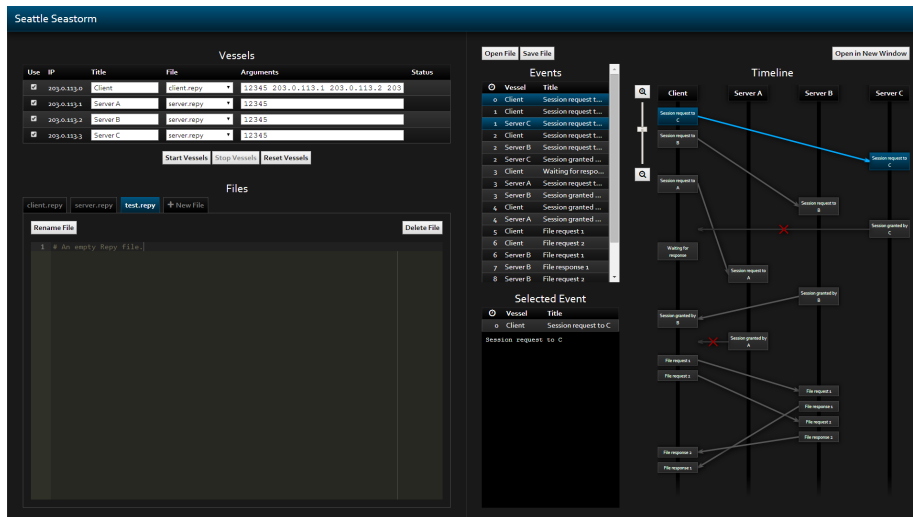 Seattle Seastorm
Vessels
Use IP Title File Arguments Status
203.0.113.0 Client client.repy 12345 203.0.113.1 203.0.113.2 203
203.0.113.1 Server A server.repy 12345
203.0.113.2 Server B server.repy 12345
203.0.113.3 Server C server.repy 12345
Start Vessels Stop Vessels Reset Vessels
Files
client.repy server.repy test.repy + New File
Rename File Delete File
1 # An empty Repy file.
Open File Save File Open in New Window
Events
Vessel Title
0 Client Session request t...
1 Client Session request t...
1 Server C Session request t...
2 Client Session request t...
2 Server B Session request t...
2 Server C Session granted ...
3 Client Waiting for respo...
3 Server A Session request t...
3 Server B Session granted ...
4 Client Session granted ...
4 Server A Session granted ...
5 Client File request 1
6 Client File request 2
6 Server B File request 1
7 Server B File response 1
8 Server B File request 2
Selected Event
Vessel Title
0 Client Session request to C
Session request to C
Timeline
Client Server A Server B Server C
Session request to
C
Session request to
B
Session request to
C
Session request to
A
Session request to
B
Session granted by
C
Waiting for
response
Session request to
A
Session granted by
B
Session granted by
B
Session granted by
A
File request 1
File request 2
File request 1
File response 1
File request 2
File response 2
File response 2
File response 1